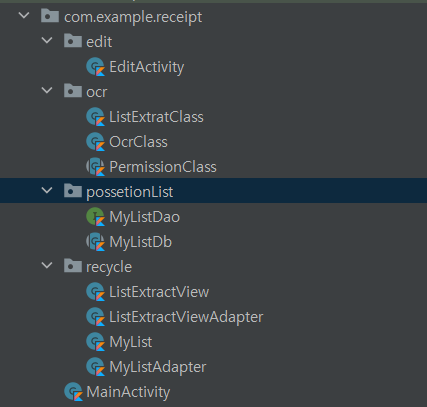 com.example.receipt
edit
EditActivity
ocr
ListExtratClass
OcrClass
PermissionClass
possetionList
MyListDao
MyListDb
recycle
ListExtractView
ListExtractViewAdapter
MyList
MyListAdapter
MainActivity